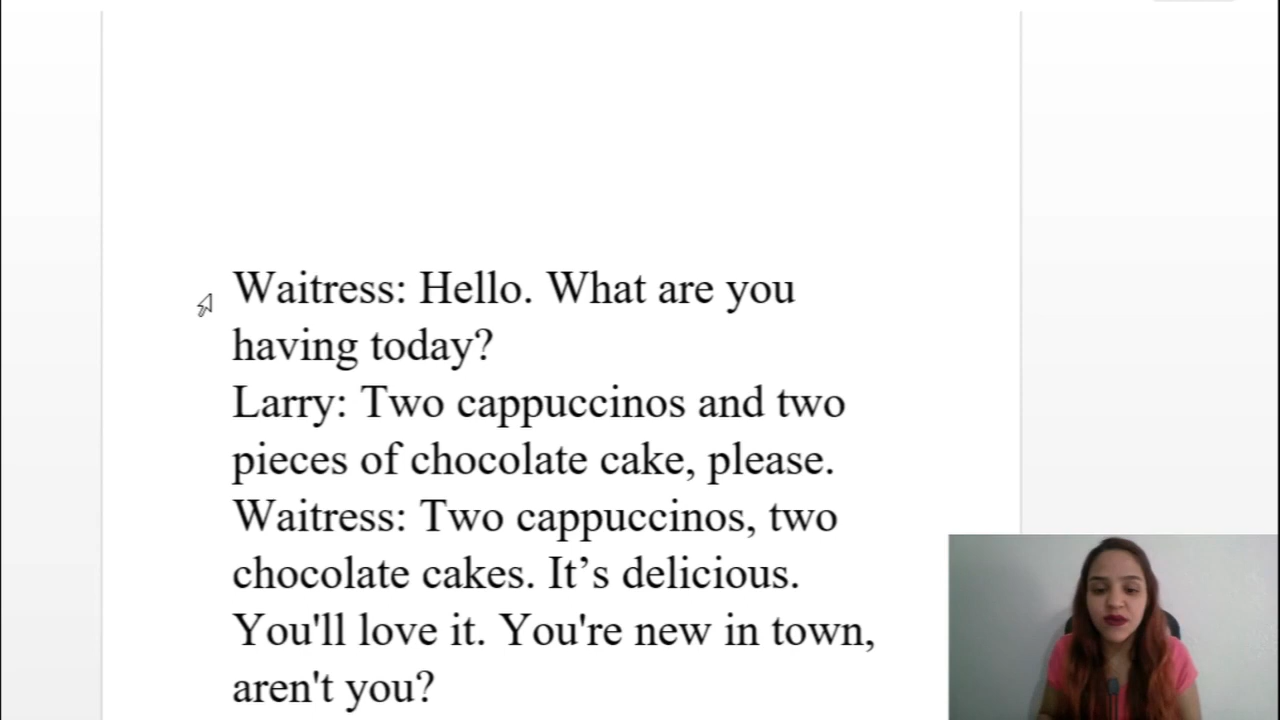 Waitress: Hello. What are you
having today?
Larry: Two cappuccinos and two
pieces of chocolate cake, please.
Waitress: Two cappuccinos, two
chocolate cakes. It’s delicious.
You'll love it. You're new in town,
aren't you?